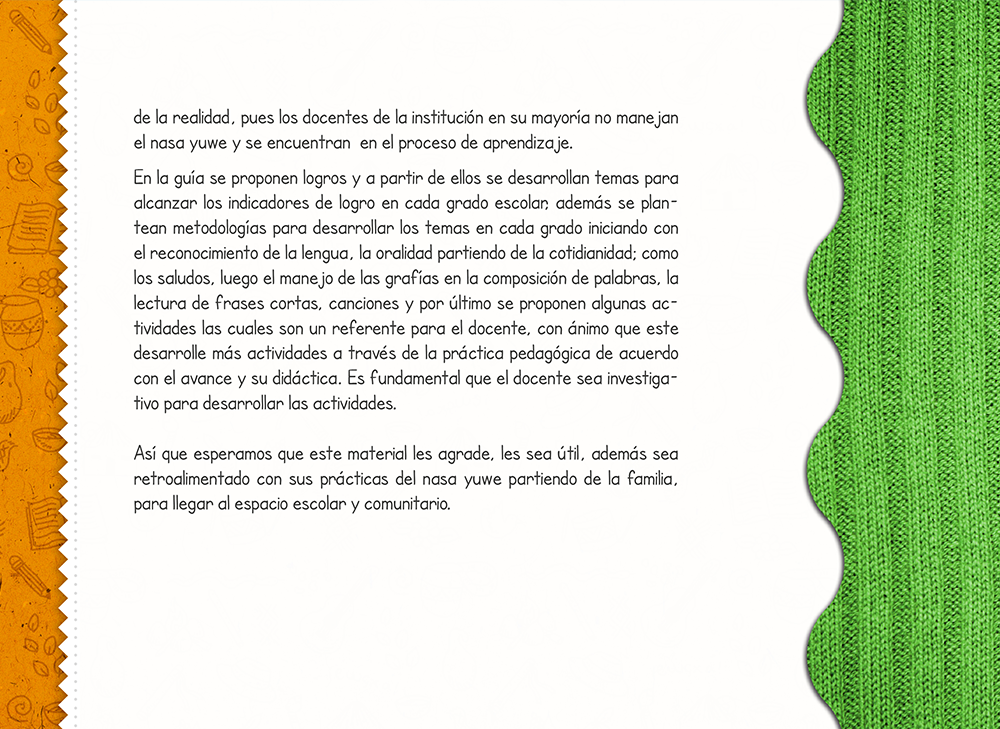 de la realidad, pues los docentes de la institución en su mayoría no manejan
el nasa yuwe y se encuentran en el proceso de aprendizaje.
En la guía se proponen logros y a partir de ellos se desarrollan temas para
alcanzar los indicadores de logro en cada grado escolar; además se plan-
tean metodologías para desarrollar los temas en cada grado iniciando con
el reconocimiento de la lengua, la oralidad partiendo de la cotidianidad; como
los saludos, luego el manejo de las grafías en la composición de palabras, la
lectura de frases cortas, canciones y por último se proponen algunas ac-
tividades las cuales son un referente para el docente, con ánimo que este
desarrolle más actividades a través de la práctica pedagógica de acuerdo
con el avance y su didáctica. Es fundamental que el docente sea investiga-
tivo para desarrollar las actividades.
Así que esperamos que este material les agrade, les sea útil, además sea
retroalimentado con sus prácticas del nasa yuwe partiendo de la familia,
para llegar al espacio escolar y comunitario.